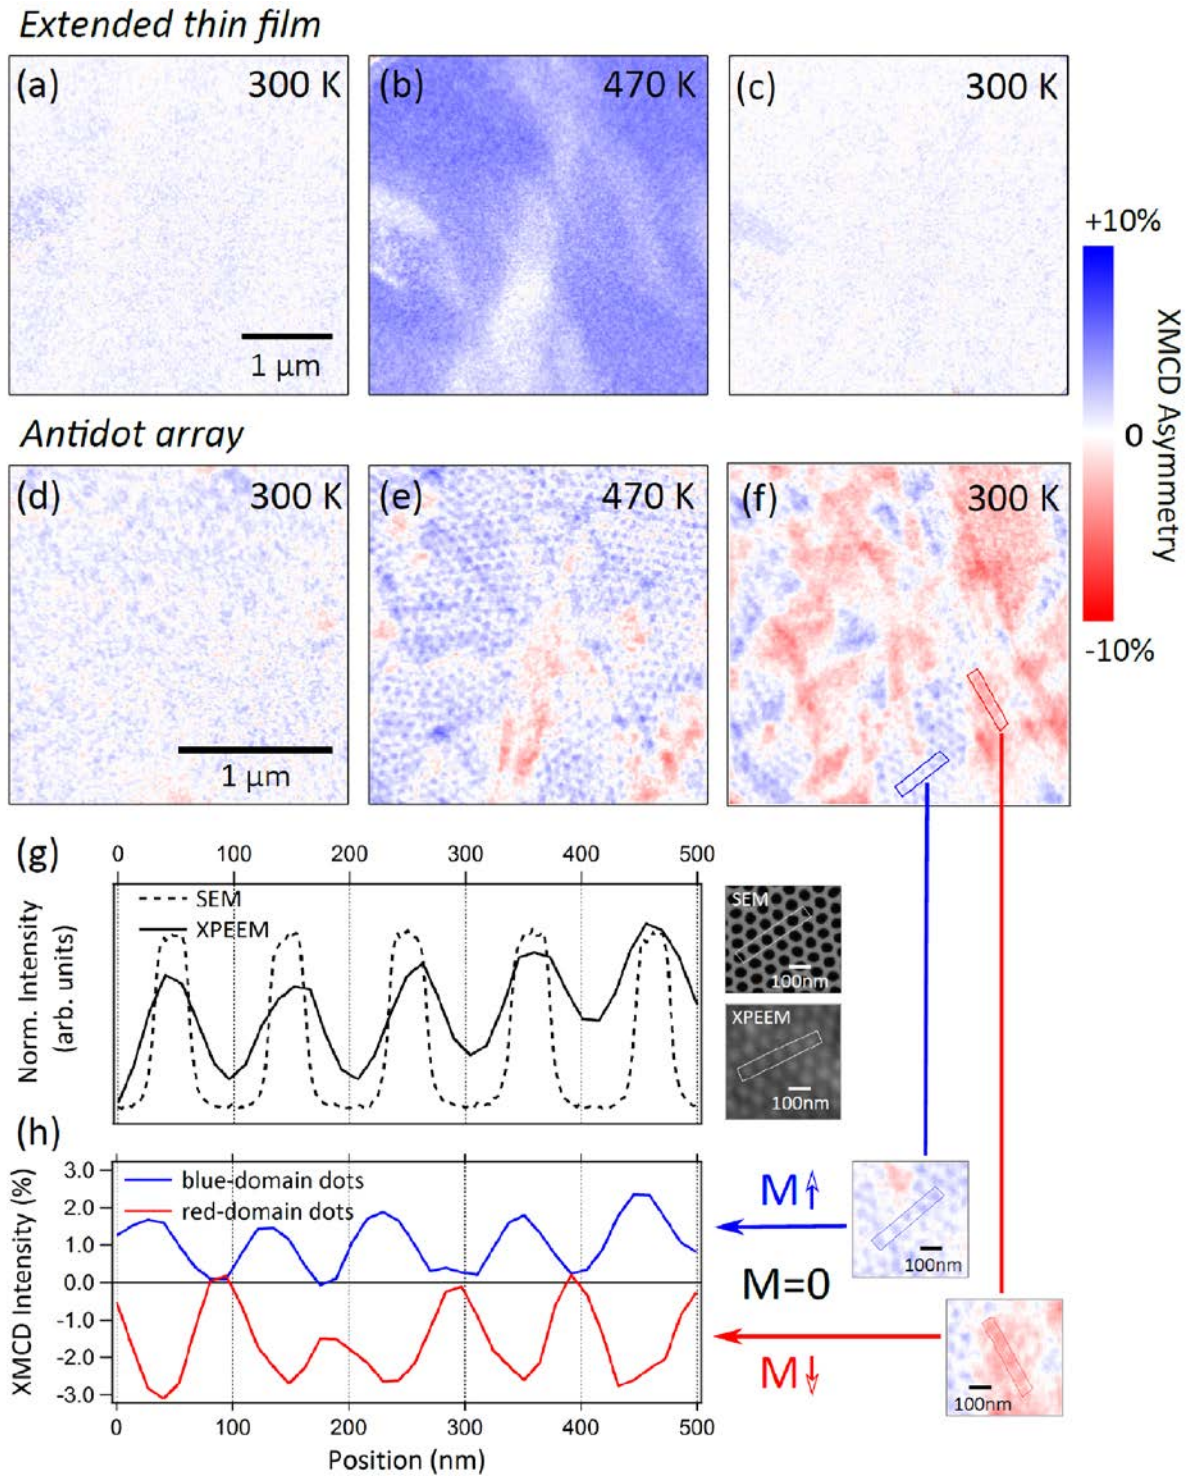 Extended thin film
(a) 300 K
(b) 470 K
(c) 300 K
1 μm
+10%
0
-10%
XMCD Asymmetry
Antidot array
(d) 300 K
(e) 470 K
(f) 300 K
1 μm
(g)
0 100 200 300 400 500
SEM
XPEEM
Norm. Intensity
(arb. units)
SEM
100nm
XPEEM
100nm
(h)
3.0
2.0
1.0
0.0
-1.0
-2.0
-3.0
XMCD Intensity (%)
blue-domain dots
red-domain dots
0 100 200 300 400 500
Position (nm)
M⇑
M=0
M⇓
100nm
100nm